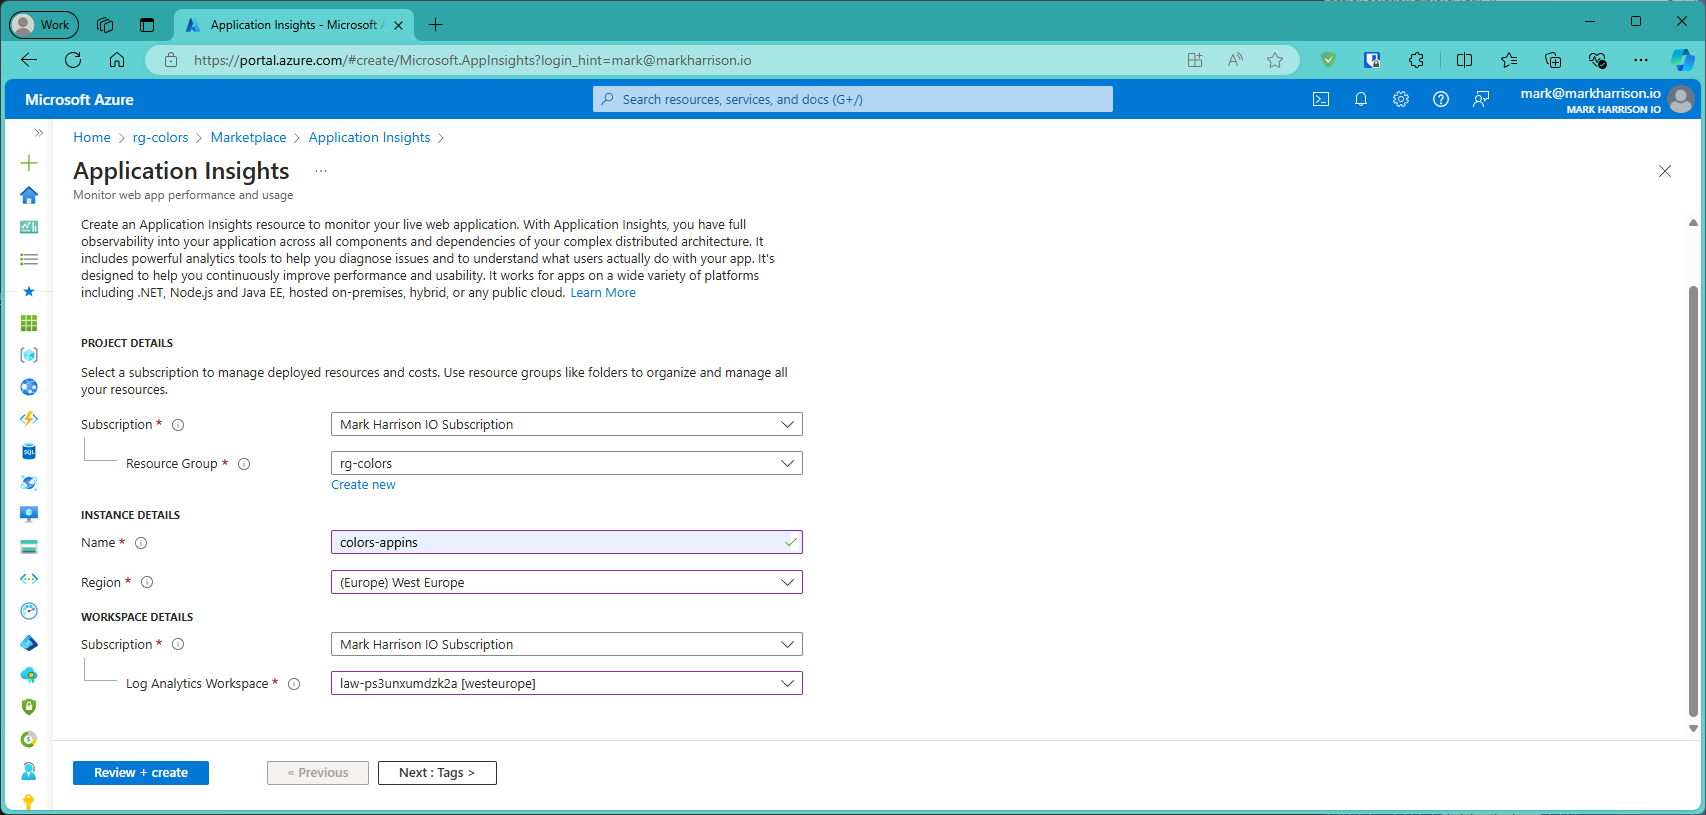 Work
Application Insights - Microsoft A
https://portal.azure.com/#create/Microsoft.AppInsights?login_hint=mark@markharrison.io
Microsoft Azure
Search resources, services, and docs (G+/)
mark@markharrison.io
MARK HARRISON IO
Home > rg-colors > Marketplace > Application Insights >
Application Insights ...
Monitor web app performance and usage
Create an Application Insights resource to monitor your live web application. With Application Insights, you have full
observability into your application across all components and dependencies of your complex distributed architecture. It
includes powerful analytics tools to help you diagnose issues and to understand what users actually do with your app. It's
designed to help you continuously improve performance and usability. It works for apps on a wide variety of platforms
including .NET, Node.js and Java EE, hosted on-premises, hybrid, or any public cloud. Learn More
PROJECT DETAILS
Select a subscription to manage deployed resources and costs. Use resource groups like folders to organize and manage all
your resources.
Subscription * Mark Harrison IO Subscription
Resource Group * rg-colors
Create new
INSTANCE DETAILS
Name * colors-appins
Region * (Europe) West Europe
WORKSPACE DETAILS
Subscription * Mark Harrison IO Subscription
Log Analytics Workspace * law-ps3unxumdzk2a [westeurope]
Review + create « Previous Next : Tags >